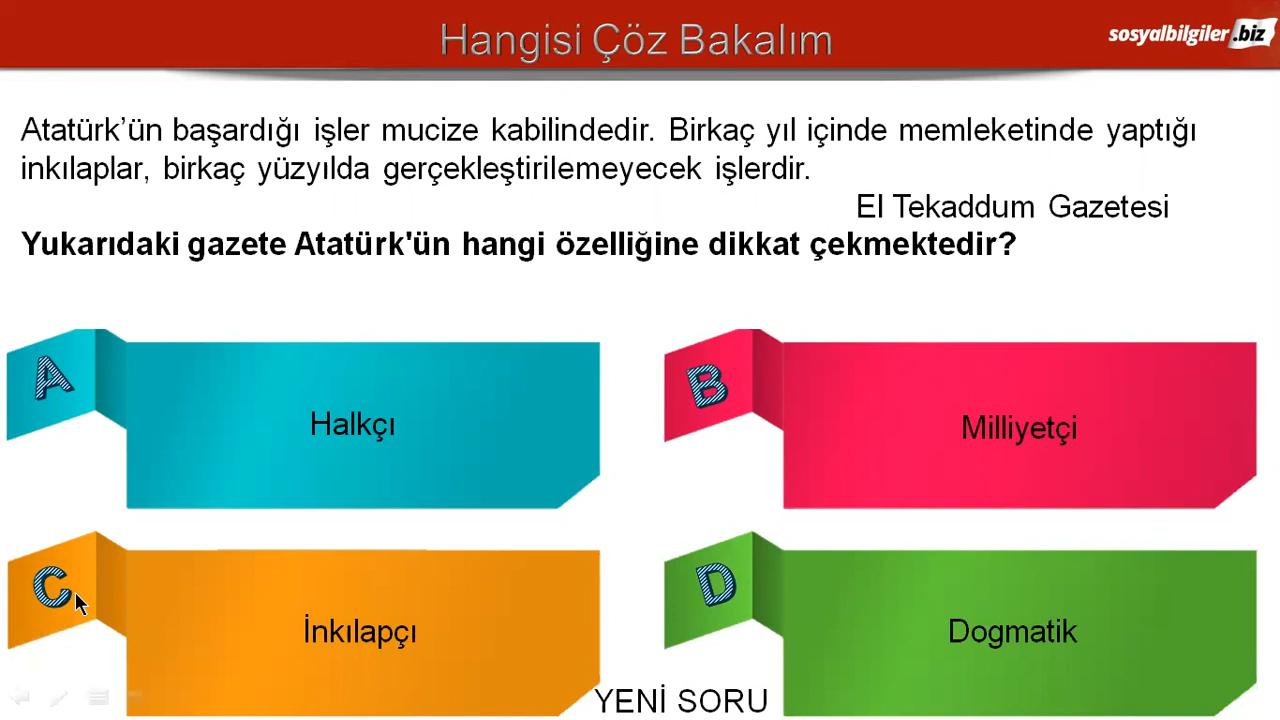 Hangisi Çöz Bakalım
sosyalbilgiler.biz
Atatürk’ün başardığı işler mucize kabilindedir. Birkaç yıl içinde memleketinde yaptığı
inkılaplar, birkaç yüzyılda gerçekleştirilemeyecek işlerdir.
El Tekaddum Gazetesi
Yukarıdaki gazete Atatürk'ün hangi özelliğine dikkat çekmektedir?
A
Halkçı
B
Milliyetçi
C
İnkılapçı
D
Dogmatik
YENİ SORU